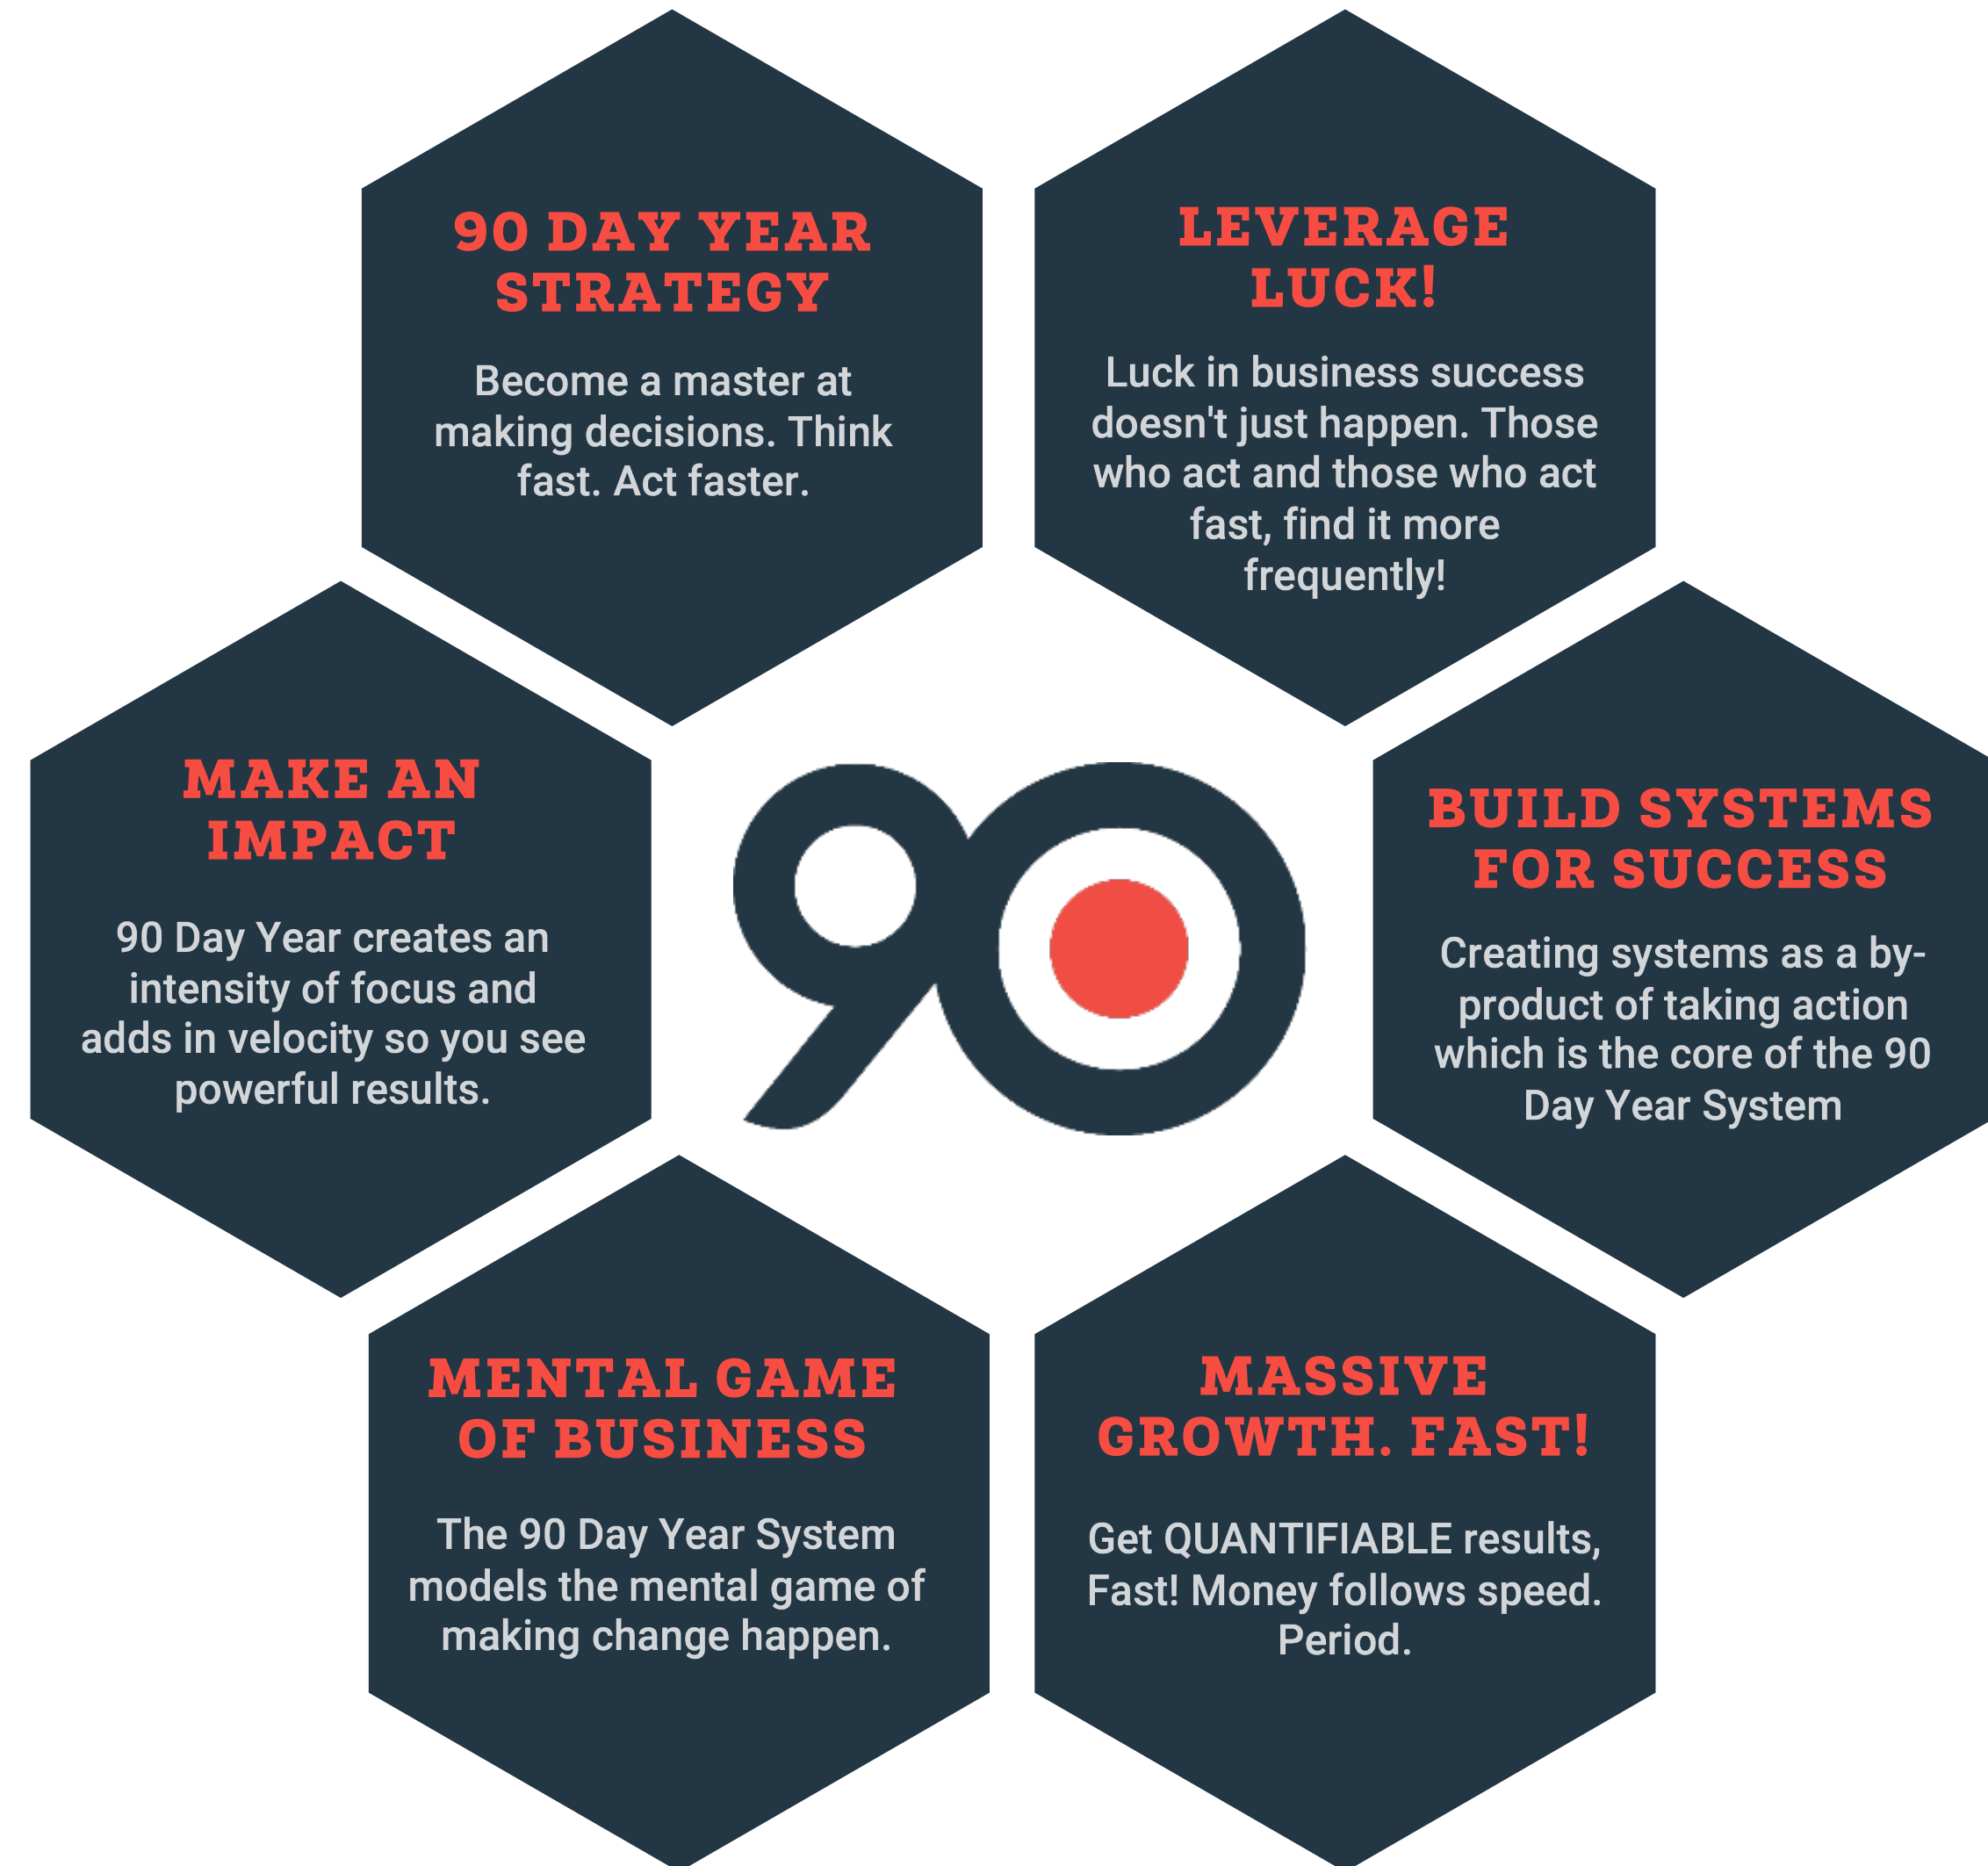 90 DAY YEAR
STRATEGY
Become a master at
making decisions. Think
fast. Act faster.
LEVERAGE
LUCK!
Luck in business success
doesn't just happen. Those
who act and those who act
fast, find it more
frequently!
MAKE AN
IMPACT
90 Day Year creates an
intensity of focus and
adds in velocity so you see
powerful results.
90
BUILD SYSTEMS
FOR SUCCESS
Creating systems as a by-
product of taking action
which is the core of the 90
Day Year System
MENTAL GAME
OF BUSINESS
The 90 Day Year System
models the mental game of
making change happen.
MASSIVE
GROWTH. FAST!
Get QUANTIFIABLE results,
Fast! Money follows speed.
Period.